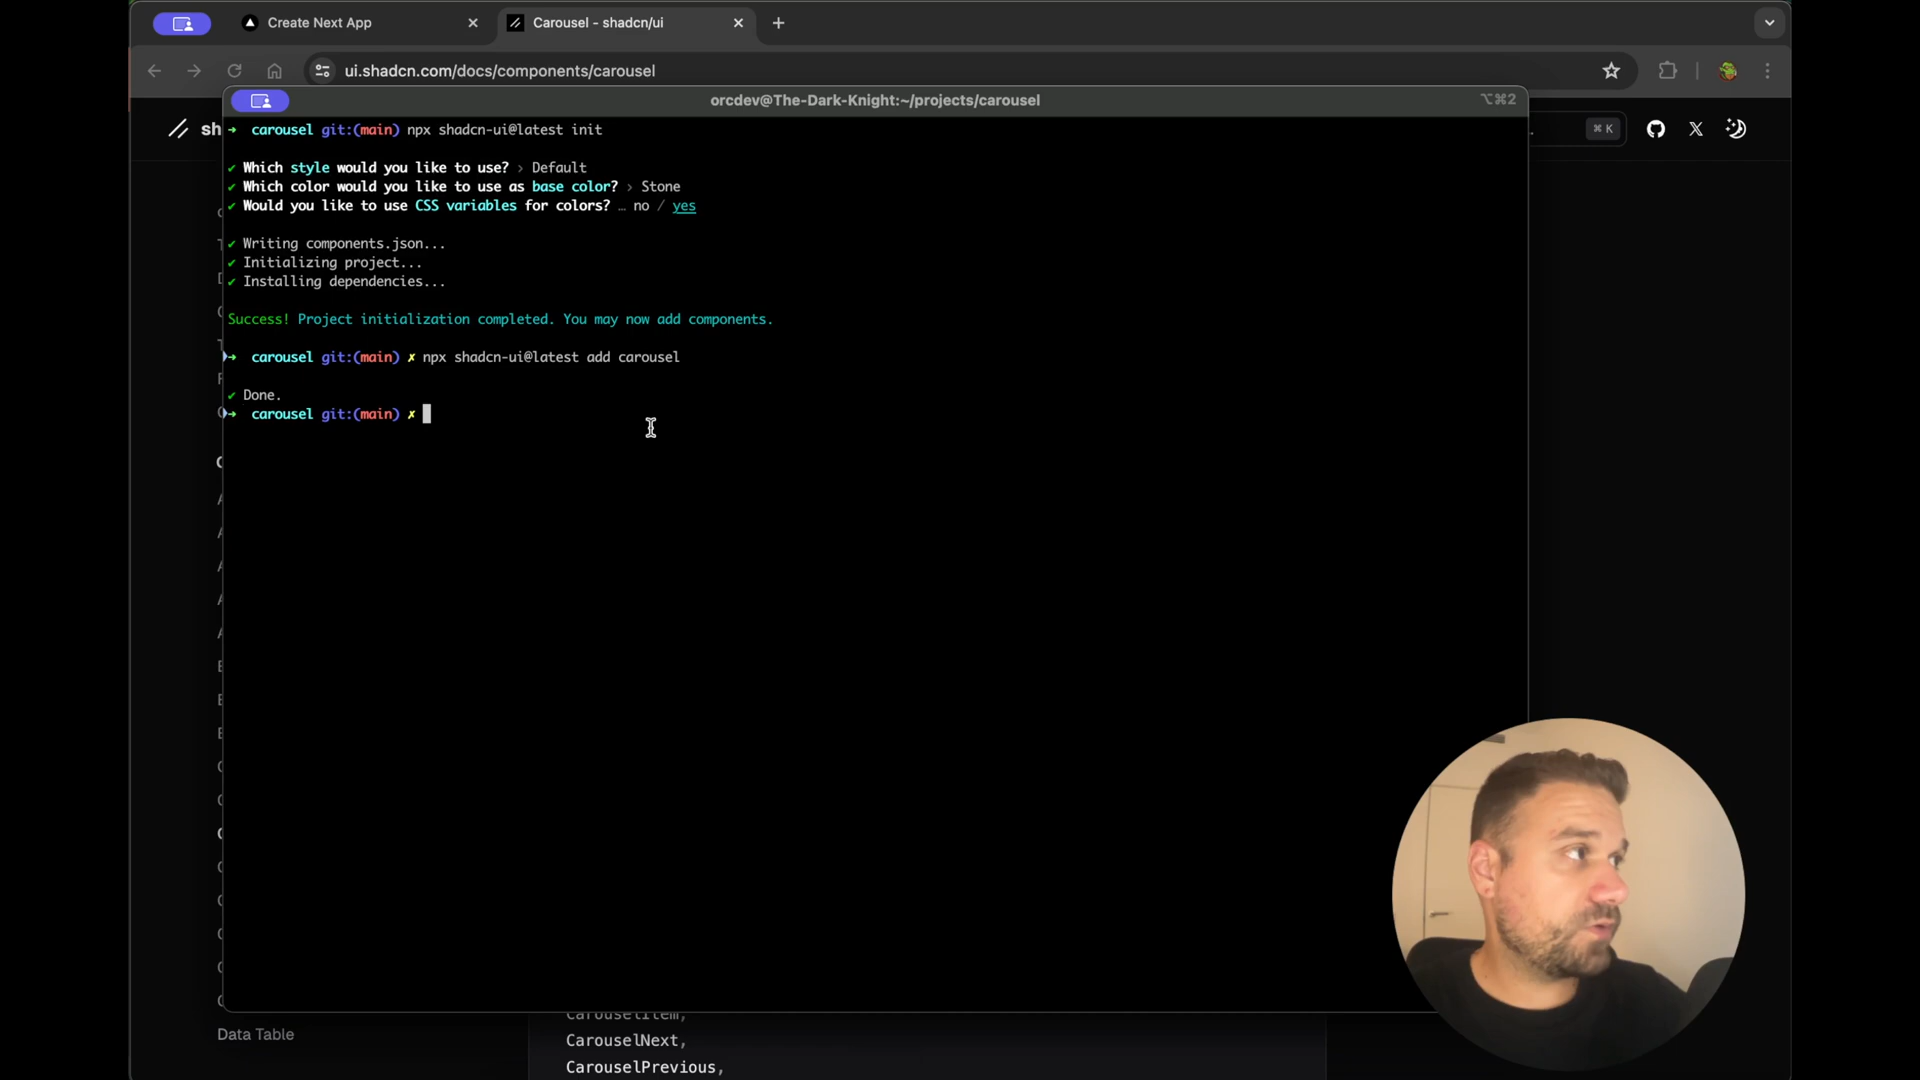 Create Next App
Carousel - shadcn/ui
ui.shadcn.com/docs/components/carousel
orcdev@The-Dark-Knight:~/projects/carousel
⌥⌘2
sh
⌘ K
➜ carousel git:(main) npx shadcn-ui@latest init
✔ Which style would you like to use? › Default
✔ Which color would you like to use as base color? › Stone
✔ Would you like to use CSS variables for colors? … no / yes
✔ Writing components.json...
✔ Initializing project...
✔ Installing dependencies...
Success! Project initialization completed. You may now add components.
➜ carousel git:(main) ✗ npx shadcn-ui@latest add carousel
✔ Done.
➜ carousel git:(main) ✗
CarouselItem,
Data Table
CarouselNext,
CarouselPrevious,